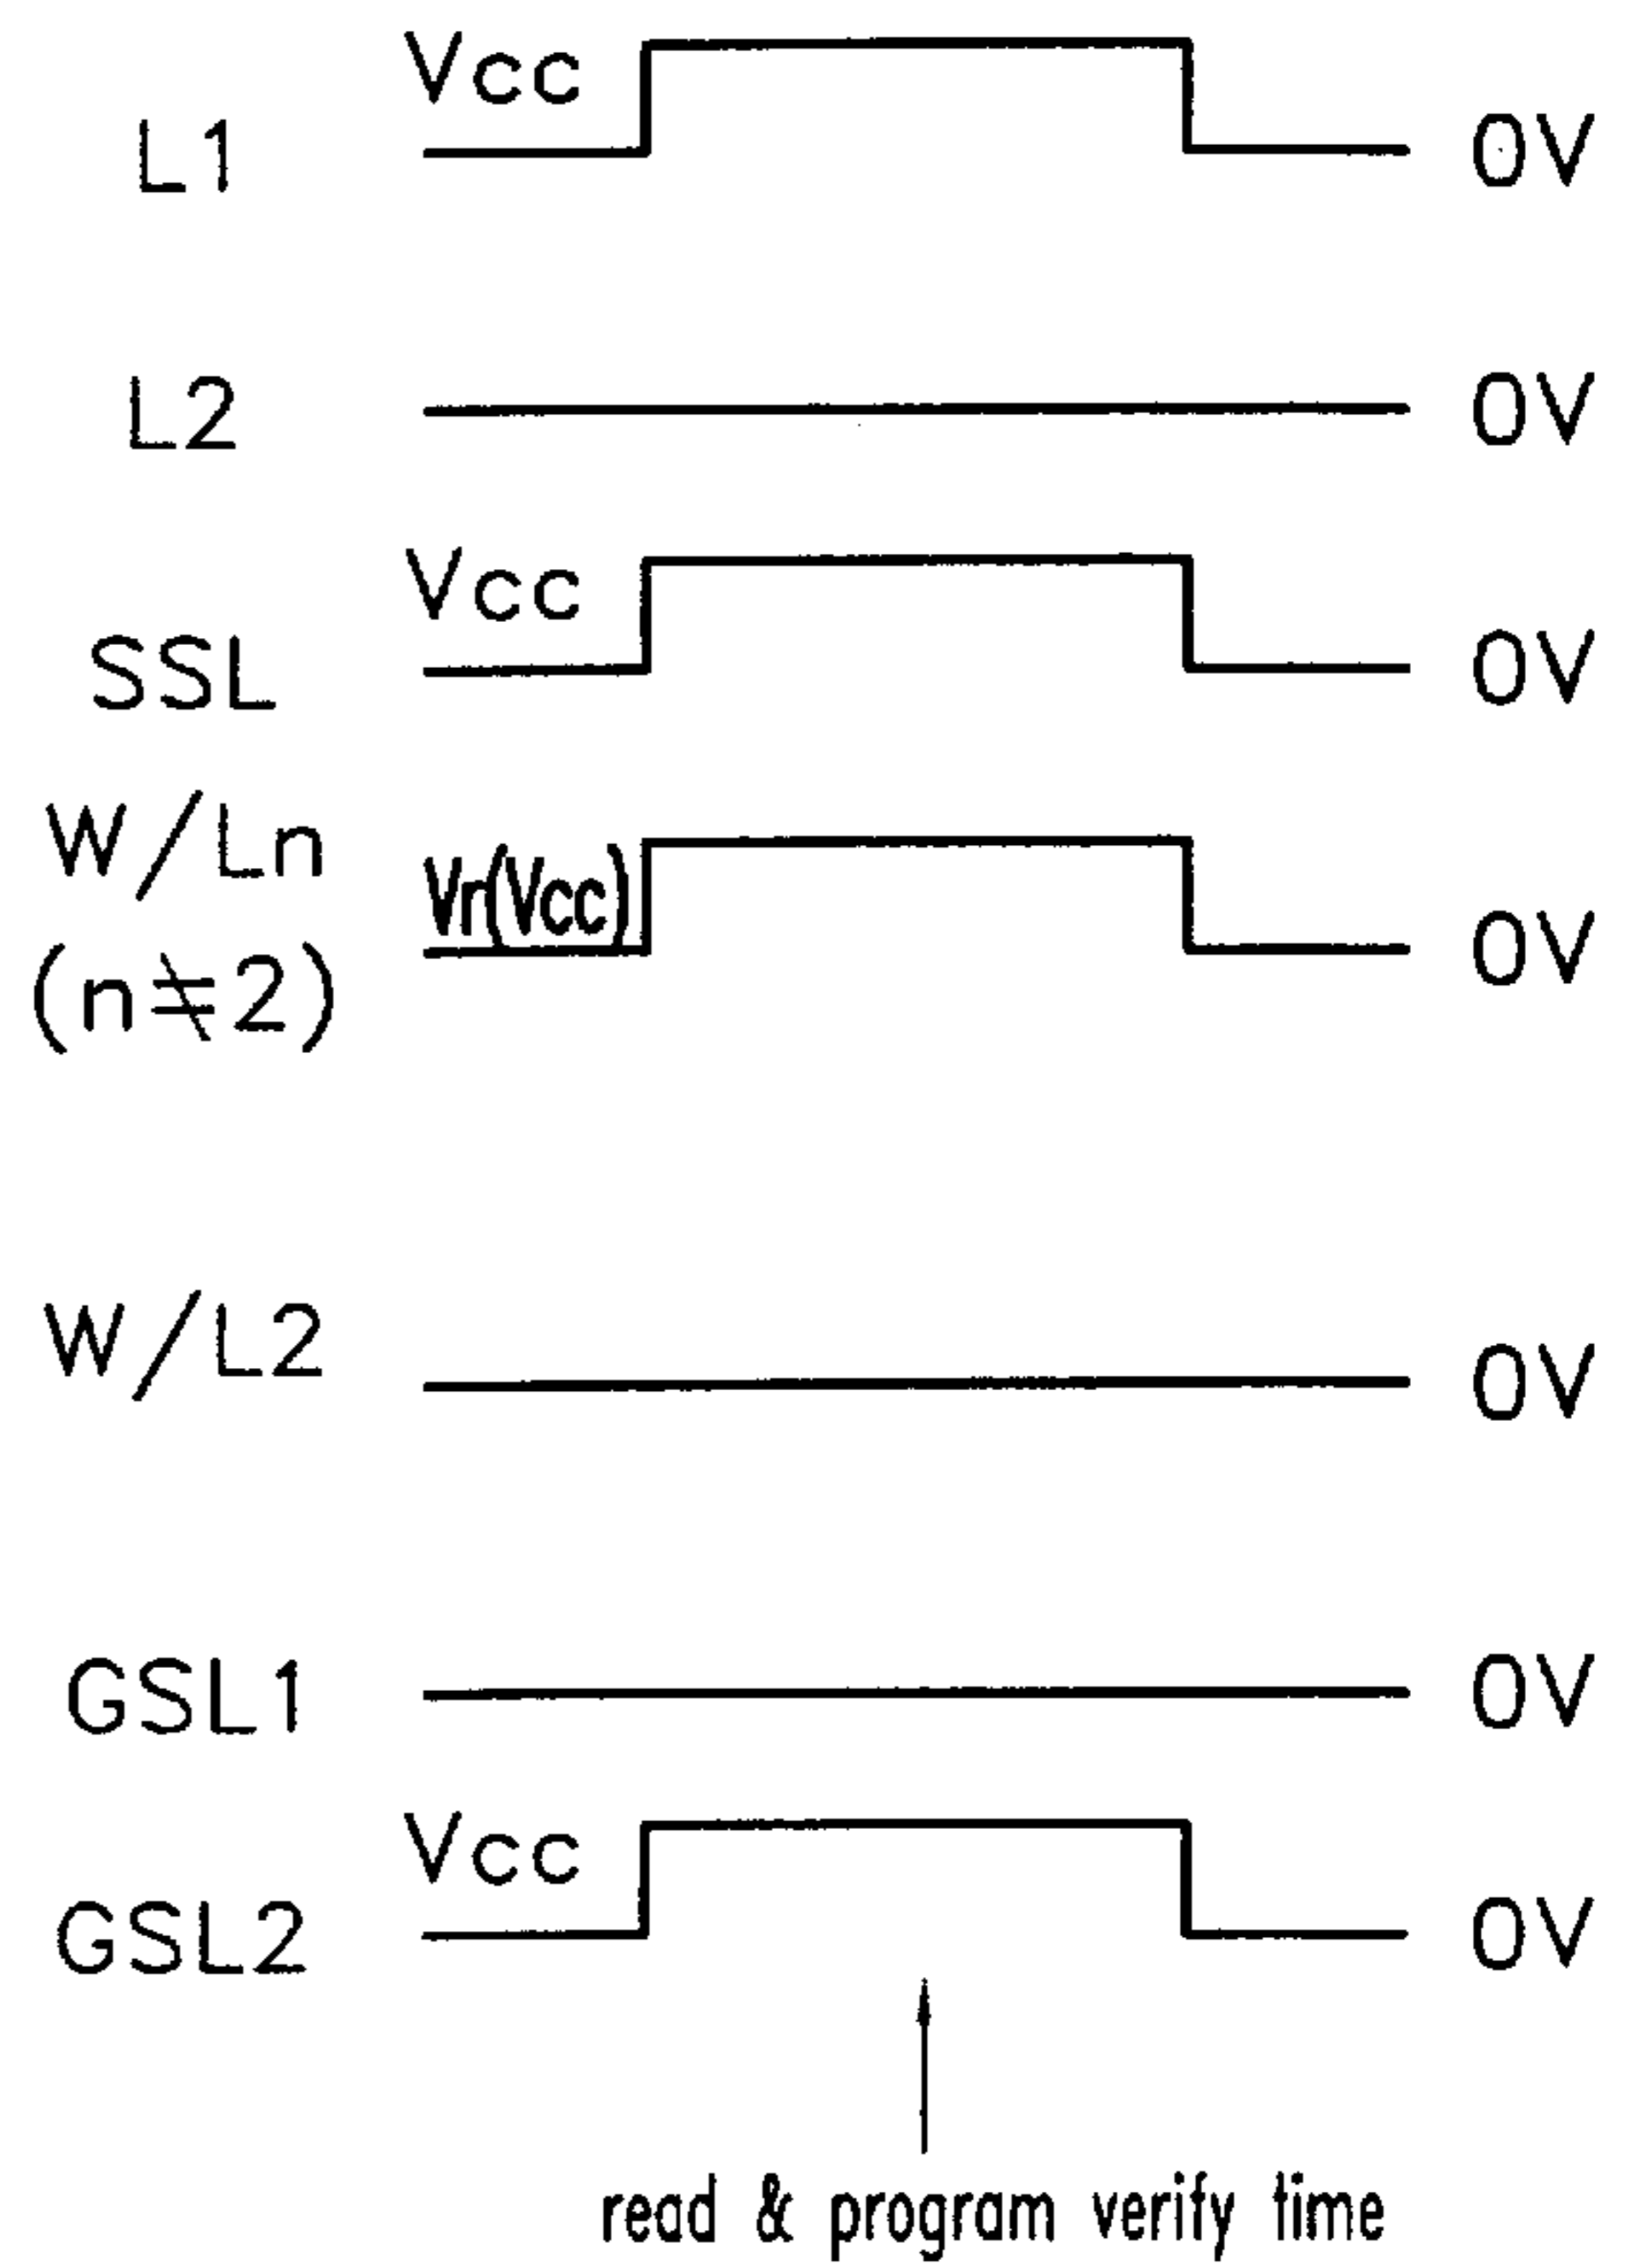 Vcc
L1 0V
L2 0V
Vcc
SSL 0V
W/Ln
Vr(Vcc)
(n≠2) 0V
W/L2 0V
GSL1 0V
Vcc
GSL2 0V
read & program verify time